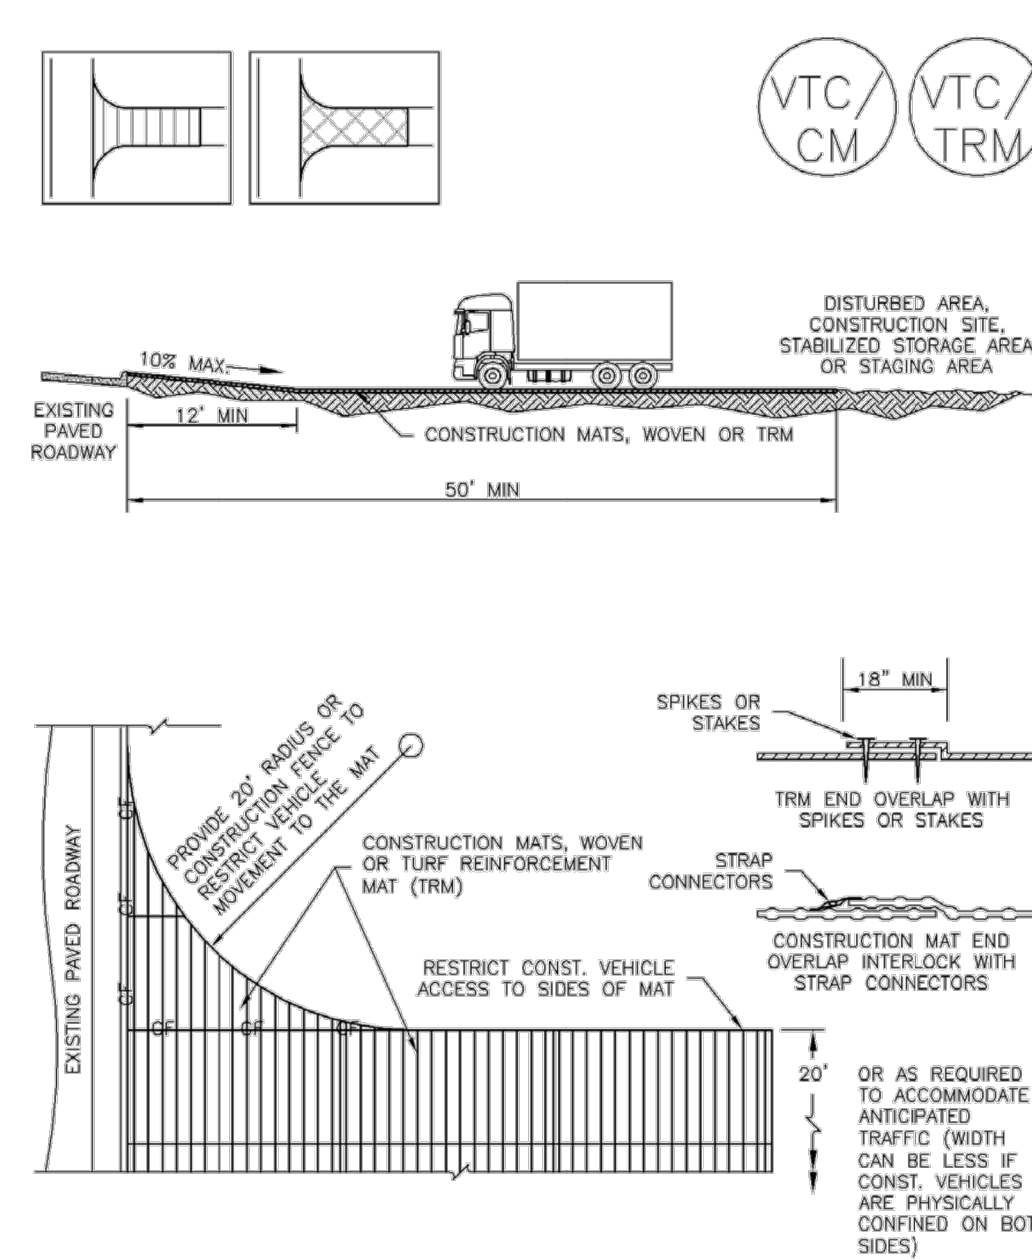 VTC/
CM
VTC/
TRM
DISTURBED AREA,
CONSTRUCTION SITE,
STABILIZED STORAGE AREA
OR STAGING AREA
10% MAX.
EXISTING
PAVED
ROADWAY
12' MIN
CONSTRUCTION MATS, WOVEN OR TRM
50' MIN
18" MIN
SPIKES OR
STAKES
TRM END OVERLAP WITH
SPIKES OR STAKES
PROVIDE 20' RADIUS OR
CONSTRUCTION FENCE TO
RESTRICT VEHICLE
MOVEMENT TO THE MAT
CONSTRUCTION MATS, WOVEN
OR TURF REINFORCEMENT
MAT (TRM)
STRAP
CONNECTORS
CONSTRUCTION MAT END
OVERLAP INTERLOCK WITH
STRAP CONNECTORS
RESTRICT CONST. VEHICLE
ACCESS TO SIDES OF MAT
EXISTING PAVED ROADWAY
CF
CF
CF
CF
CF
CF
20'
OR AS REQUIRED
TO ACCOMMODATE
ANTICIPATED
TRAFFIC (WIDTH
CAN BE LESS IF
CONST. VEHICLES
ARE PHYSICALLY
CONFINED ON BOT
SIDES)